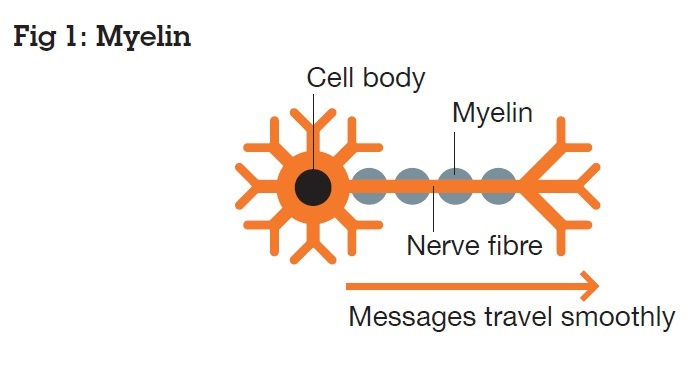 Fig 1: Myelin
Cell body
Myelin
Nerve fibre
Messages travel smoothly